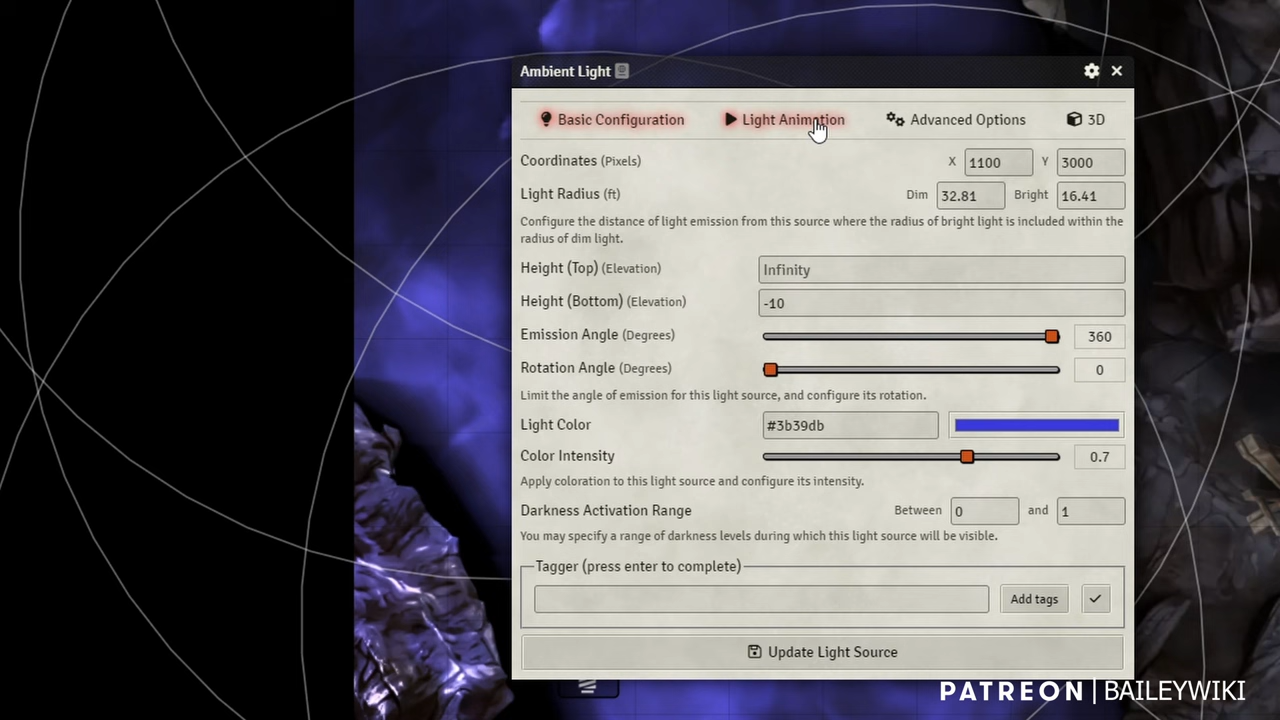 Ambient Light
Basic Configuration Light Animation Advanced Options 3D
Coordinates (Pixels) X 1100 Y 3000
Light Radius (ft) Dim 32.81 Bright 16.41
Configure the distance of light emission from this source where the radius of bright light is included within the
radius of dim light.
Height (Top) (Elevation) Infinity
Height (Bottom) (Elevation) -10
Emission Angle (Degrees) 360
Rotation Angle (Degrees) 0
Limit the angle of emission for this light source, and configure its rotation.
Light Color #3b39db
Color Intensity 0.7
Apply coloration to this light source and configure its intensity.
Darkness Activation Range Between 0 and 1
You may specify a range of darkness levels during which this light source will be visible.
Tagger (press enter to complete)
Add tags
Update Light Source
PATREON | BAILEYWIKI